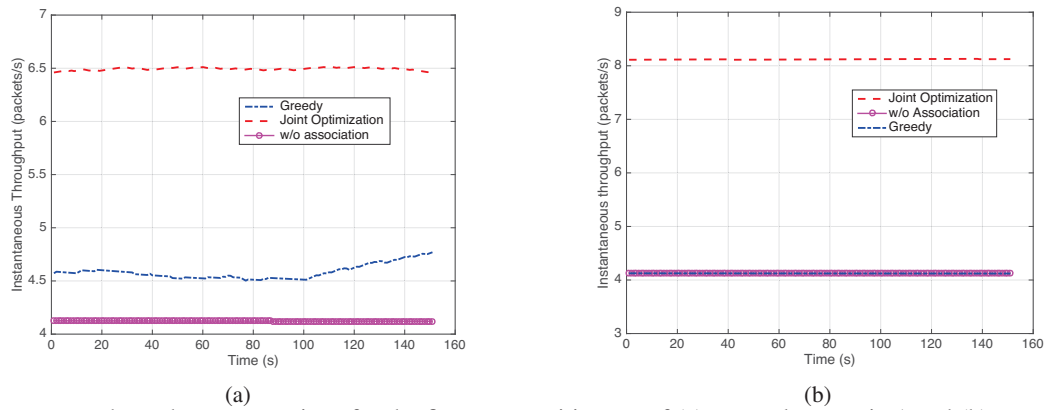 7
6.5
6
5.5
5
4.5
4
Instantaneous Throughput (packets/s)
Greedy
Joint Optimization
w/o association
0 20 40 60 80 100 120 140 160
Time (s)
(a)
9
8
7
6
5
4
3
Instantaneous throughput (packets/s)
Joint Optimization
w/o Association
Greedy
0 20 40 60 80 100 120 140 160
Time (s)
(b)